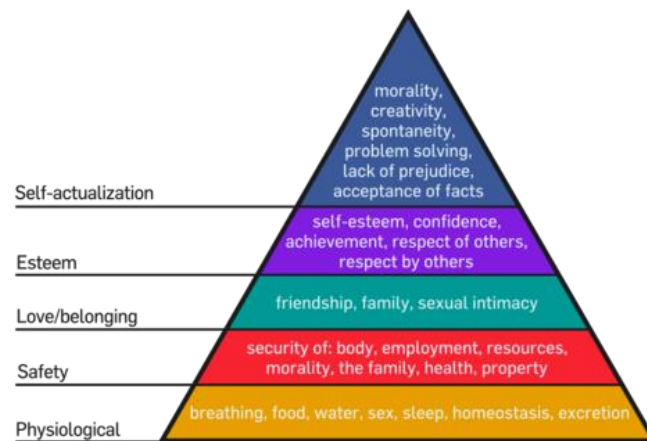 morality,
creativity,
spontaneity,
problem solving,
lack of prejudice,
acceptance of facts
Self-actualization
self-esteem, confidence,
achievement, respect of others,
respect by others
Esteem
friendship, family, sexual intimacy
Love/belonging
security of: body, employment, resources,
morality, the family, health, property
Safety
breathing, food, water, sex, sleep, homeostasis, excretion
Physiological